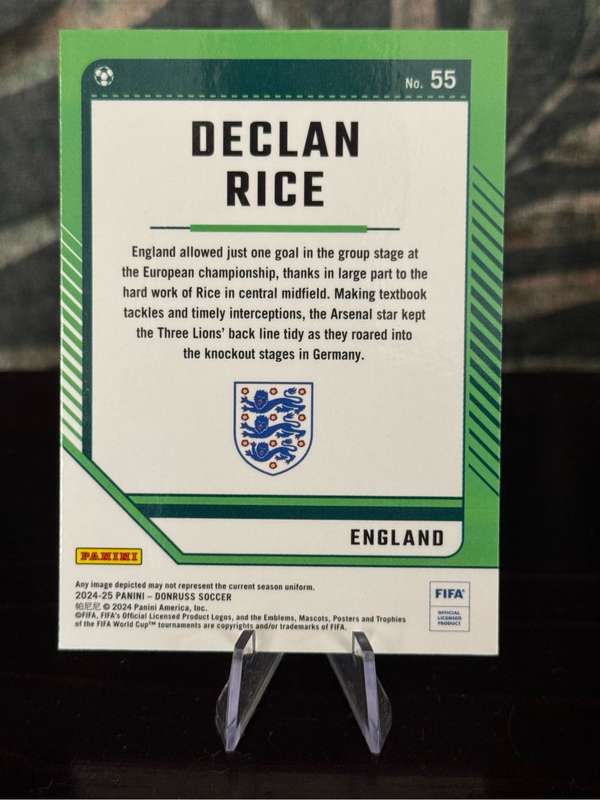 No. 55
DECLAN
RICE
England allowed just one goal in the group stage at
the European championship, thanks in large part to the
hard work of Rice in central midfield. Making textbook
tackles and timely interceptions, the Arsenal star kept
the Three Lions' back line tidy as they roared into
the knockout stages in Germany.
ENGLAND
PANINI
Any image depicted may not represent the current season uniform.
2024-25 PANINI – DONRUSS SOCCER
帕尼尼 © 2024 Panini America, Inc.
©FIFA, FIFA's Official Licensed Product Logos, and the Emblems, Mascots, Posters and Trophies
of the FIFA World Cup™ tournaments are copyrights and/or trademarks of FIFA.
FIFA®
OFFICIAL
LICENSED
PRODUCT